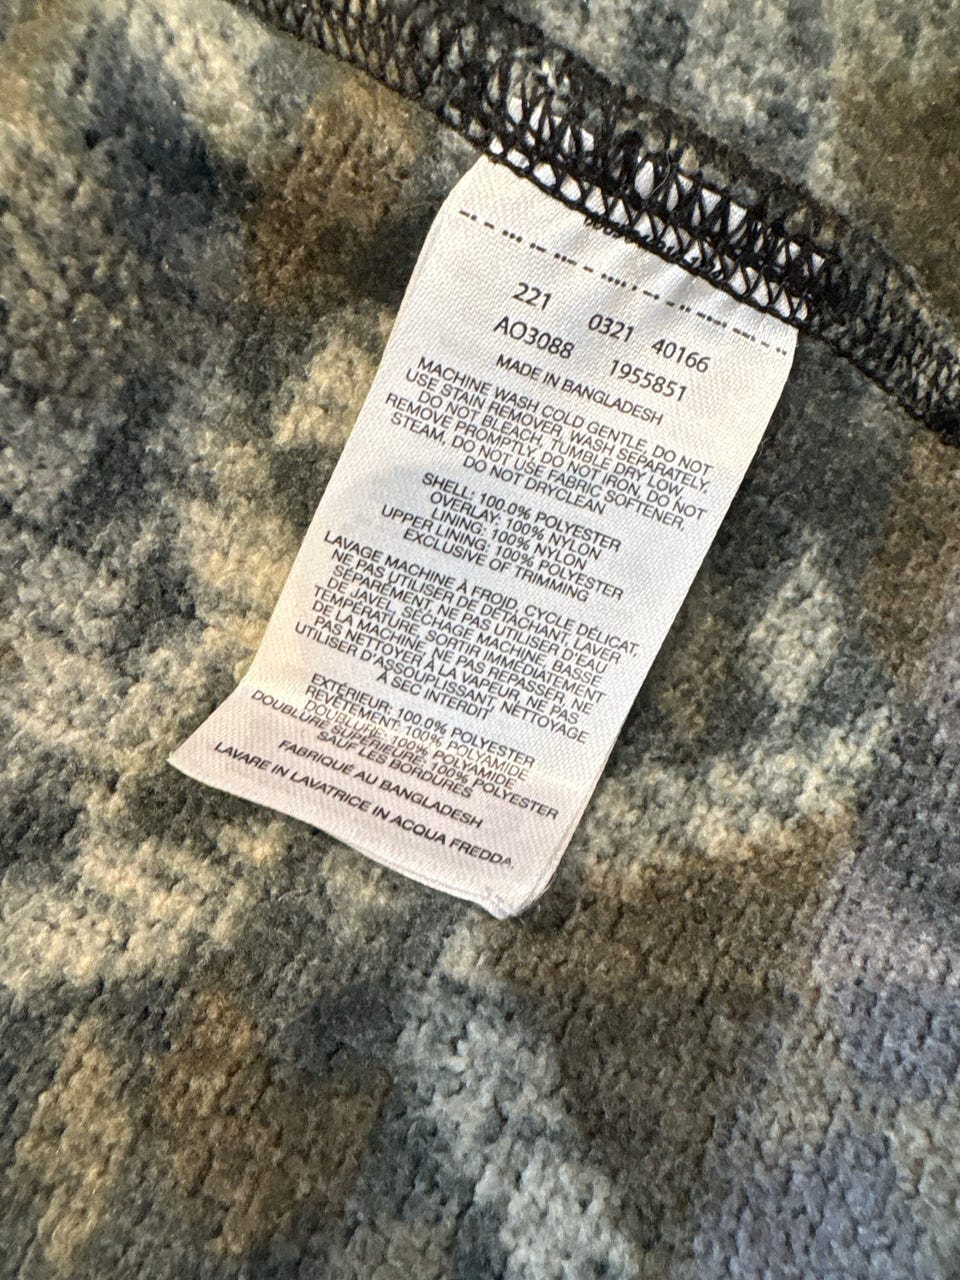 221 0321 40166
AO3088 1955851
MADE IN BANGLADESH
MACHINE WASH COLD GENTLE, DO NOT
USE STAIN REMOVER, WASH SEPARATELY,
DO NOT BLEACH, TUMBLE DRY LOW,
REMOVE PROMPTLY, DO NOT IRON, DO NOT
STEAM, DO NOT USE FABRIC SOFTENER,
DO NOT DRYCLEAN
SHELL: 100.0% POLYESTER
OVERLAY: 100% NYLON
LINING: 100% NYLON
UPPER LINING: 100% POLYESTER
EXCLUSIVE OF TRIMMING
LAVAGE MACHINE À FROID, CYCLE DÉLICAT,
NE PAS UTILISER DE DÉTACHANT, LAVER
SÉPAREMENT, NE PAS UTILISER D'EAU
DE JAVEL, SÉCHAGE MACHINE, BASSE
TEMPÉRATURE, SORTIR IMMÉDIATEMENT
DE LA MACHINE, NE PAS REPASSER, NE
PAS NETTOYER À LA VAPEUR, NE PAS
UTILISER D'ASSOUPLISSANT, NETTOYAGE
À SEC INTERDIT
EXTÉRIEUR: 100.0% POLYESTER
REVÊTEMENT: 100% POLYAMIDE
DOUBLURE: 100% POLYAMIDE
DOUBLURE SUPÉRIEURE: 100% POLYESTER
SAUF LES BORDURES
FABRIQUÉ AU BANGLADESH
LAVARE IN LAVATRICE IN ACQUA FREDDA,